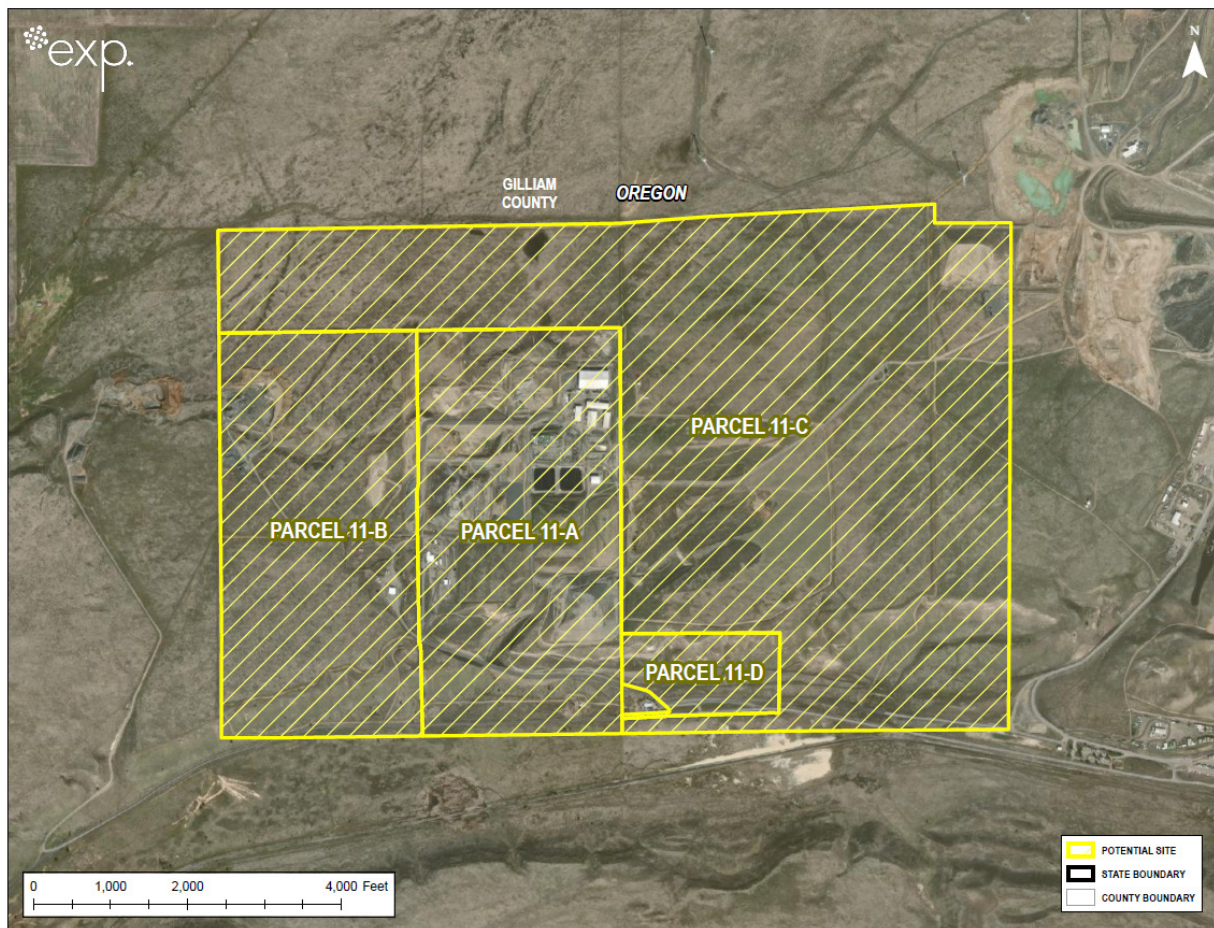 exp.
N
GILLIAM
COUNTY
OREGON
PARCEL 11-C
PARCEL 11-B
PARCEL 11-A
PARCEL 11-D
0 1,000 2,000 4,000 Feet
POTENTIAL SITE
STATE BOUNDARY
COUNTY BOUNDARY